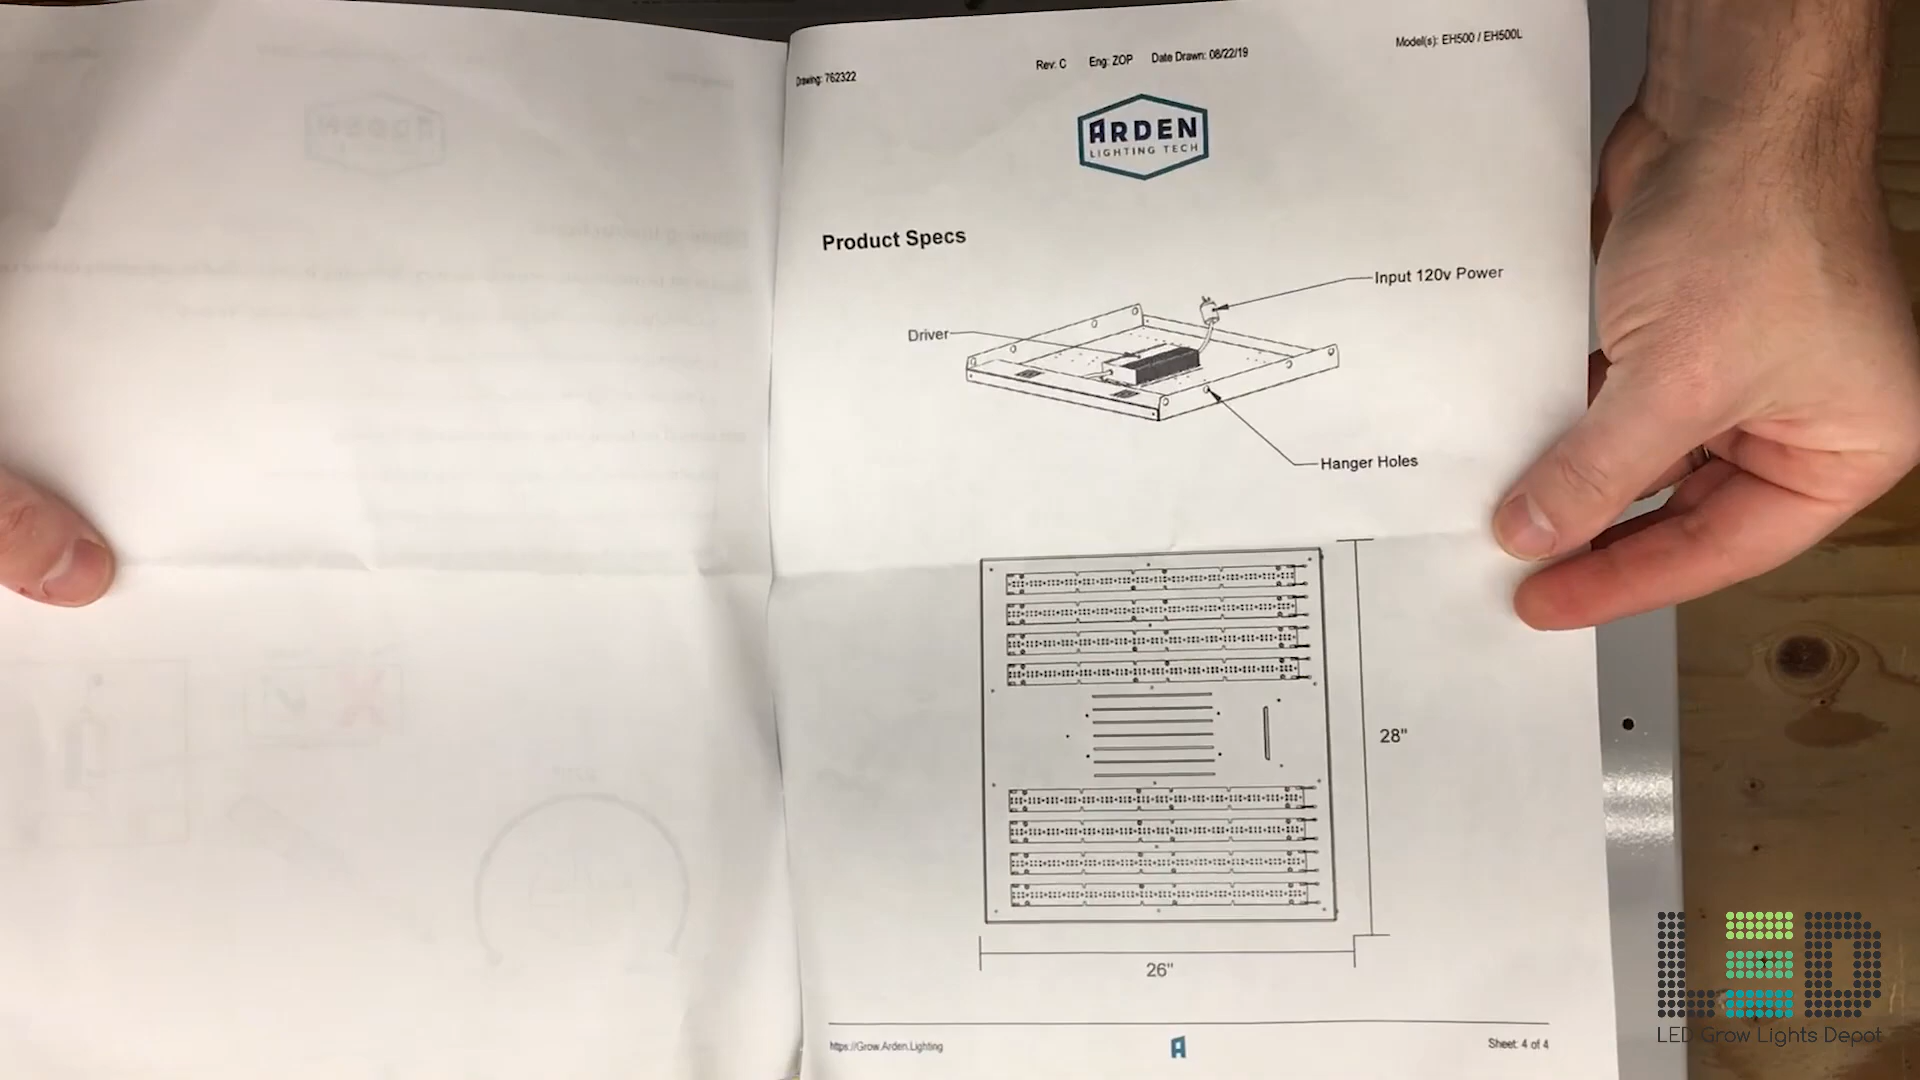 Drawing: 762322
Rev: C Eng: ZOP Date Drawn: 08/22/19
Model(s): EH500 / EH500L
ARDEN
LIGHTING TECH
Product Specs
Input 120v Power
Driver
Hanger Holes
28"
26"
https://Grow.Arden.Lighting
Sheet: 4 of 4
LED
LED Grow Lights Depot